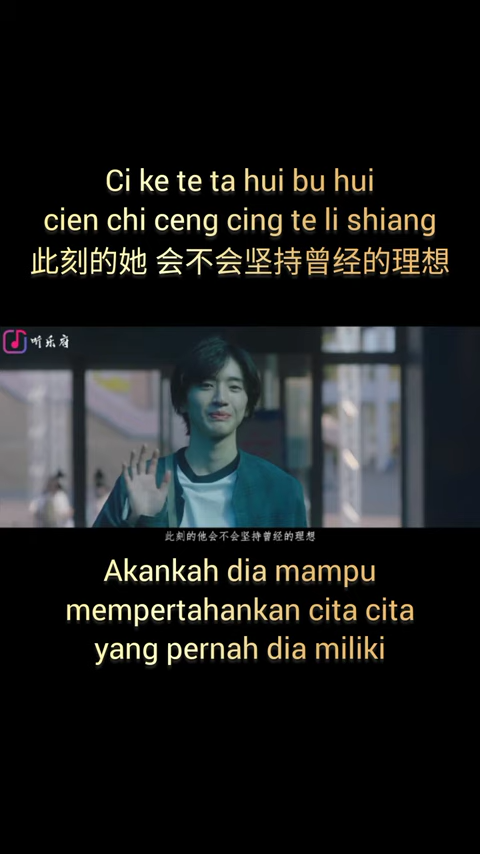 Ci ke te ta hui bu hui
cien chi ceng cing te li shiang
此刻的她 会不会坚持曾经的理想
听乐府
此刻的他会不会坚持曾经的理想
Akankah dia mampu
mempertahankan cita cita
yang pernah dia miliki